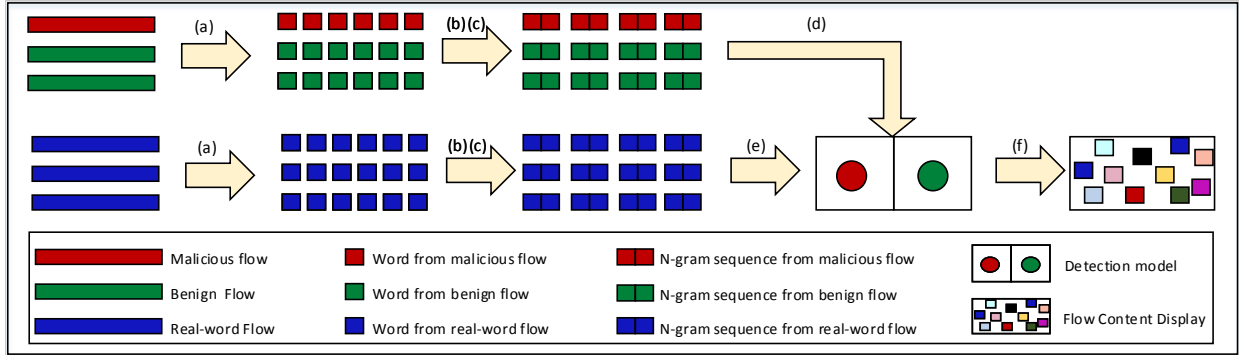 (a)
(b)(c)
(d)
(a)
(b)(c)
(e)
(f)
Malicious flow
Word from malicious flow
N-gram sequence from malicious flow
Detection model
Benign Flow
Word from benign flow
N-gram sequence from benign flow
Real-word Flow
Word from real-word flow
N-gram sequence from real-word flow
Flow Content Display